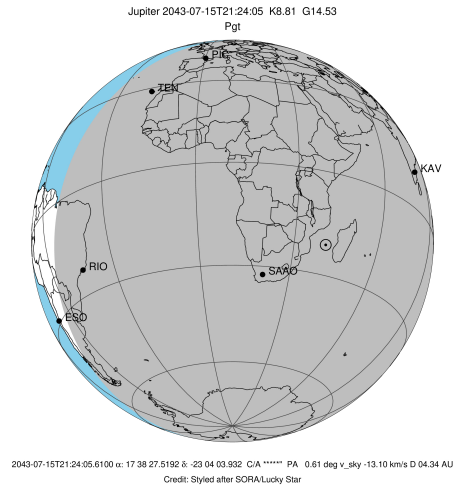 Jupiter 2043-07-15T21:24:05 K8.81 G14.53
Pgt
PIC
TEN
KAV
RIO
SAAO
ESO
2043-07-15T21:24:05.6100 α: 17 38 27.5192 δ: -23 04 03.932 C/A *****" PA 0.61 deg v_sky -13.10 km/s D 04.34 AU
Credit: Styled after SORA/Lucky Star